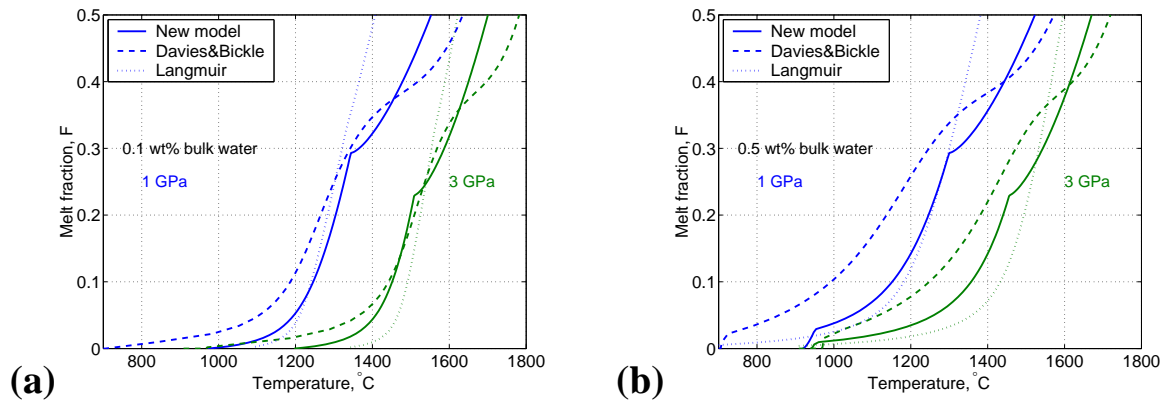 0.5
New model
Davies&Bickle
Langmuir
0.4
Melt fraction, F
0.3
0.1 wt% bulk water
1 GPa
3 GPa
0.2
0.1
0
800 1000 1200 1400 1600 1800
Temperature, °C
(a)
0.5
New model
Davies&Bickle
Langmuir
0.4
Melt fraction, F
0.3
0.5 wt% bulk water
1 GPa
3 GPa
0.2
0.1
0
800 1000 1200 1400 1600 1800
Temperature, °C
(b)